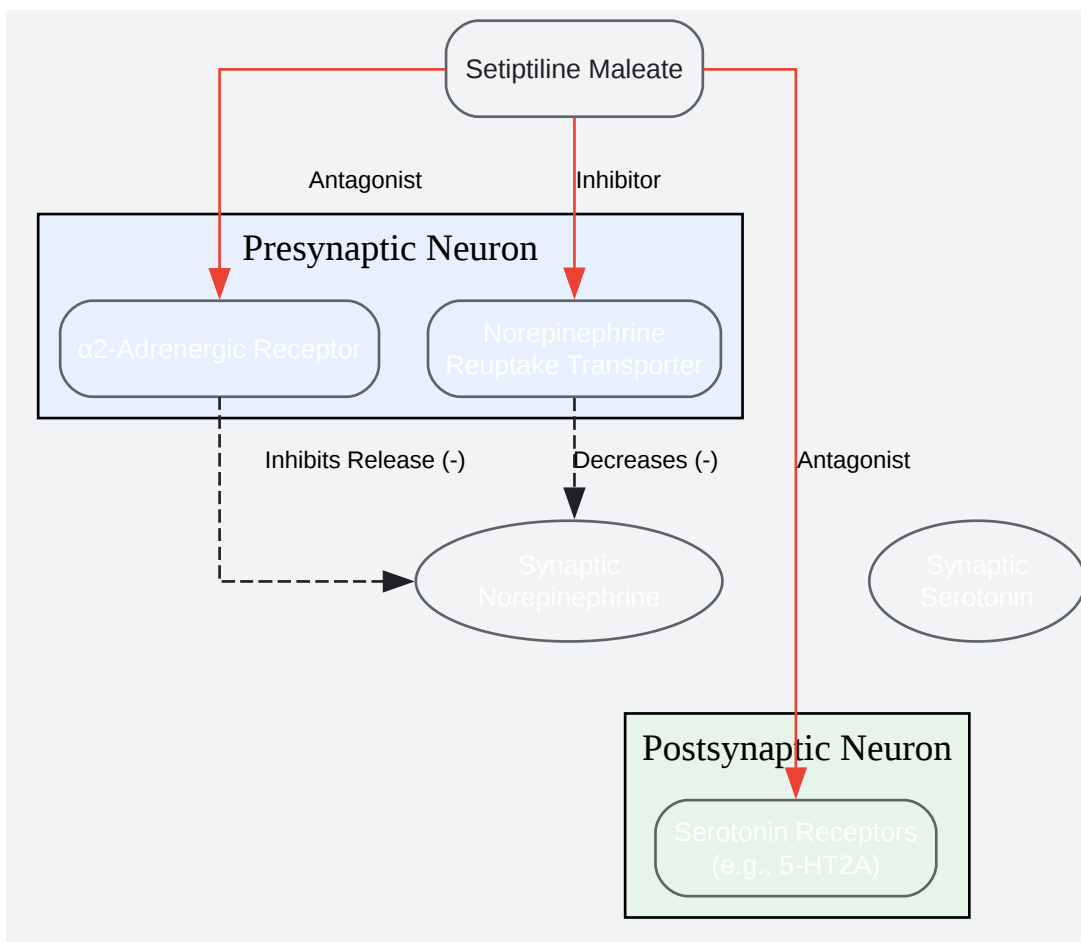 Setiptiline Maleate
Antagonist
Inhibitor
Presynaptic Neuron
α2-Adrenergic Receptor
Norepinephrine
Reuptake Transporter
Inhibits Release (-)
Decreases (-)
Antagonist
Synaptic
Norepinephrine
Synaptic
Serotonin
Postsynaptic Neuron
Serotonin Receptors
(e.g., 5-HT2A)